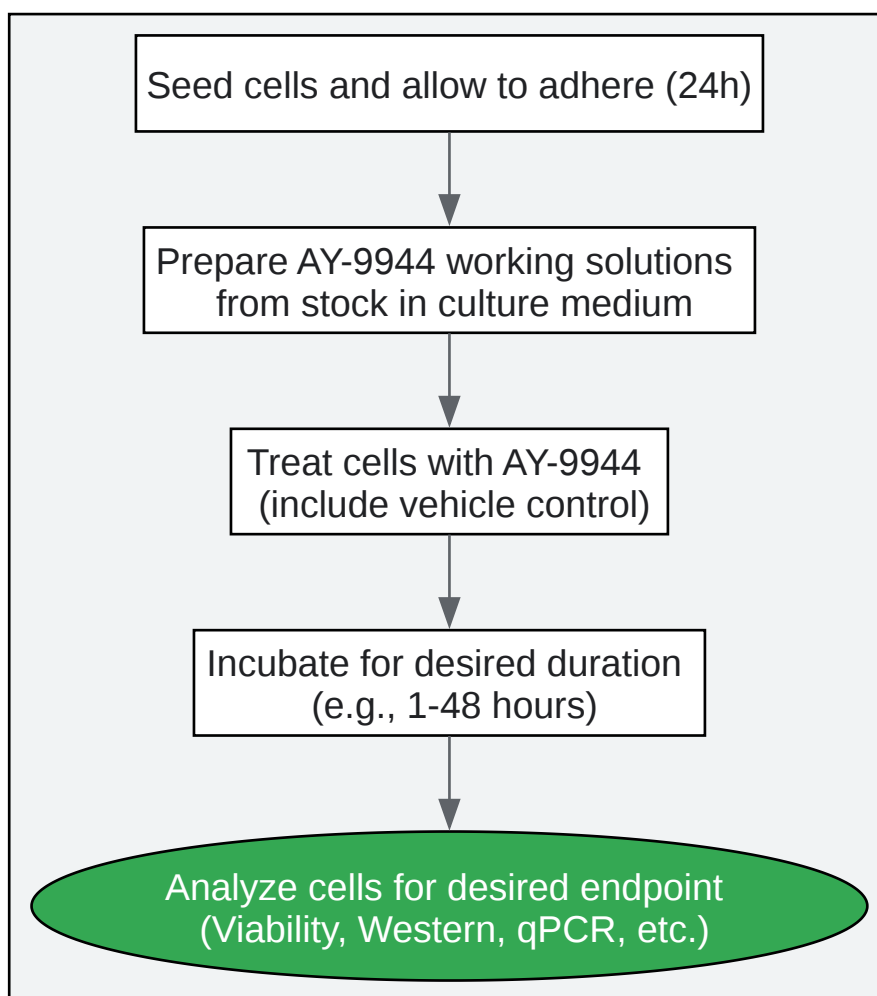 Seed cells and allow to adhere (24h)
Prepare AY-9944 working solutions
from stock in culture medium
Treat cells with AY-9944
(include vehicle control)
Incubate for desired duration
(e.g., 1-48 hours)
Analyze cells for desired endpoint
(Viability, Western, qPCR, etc.)